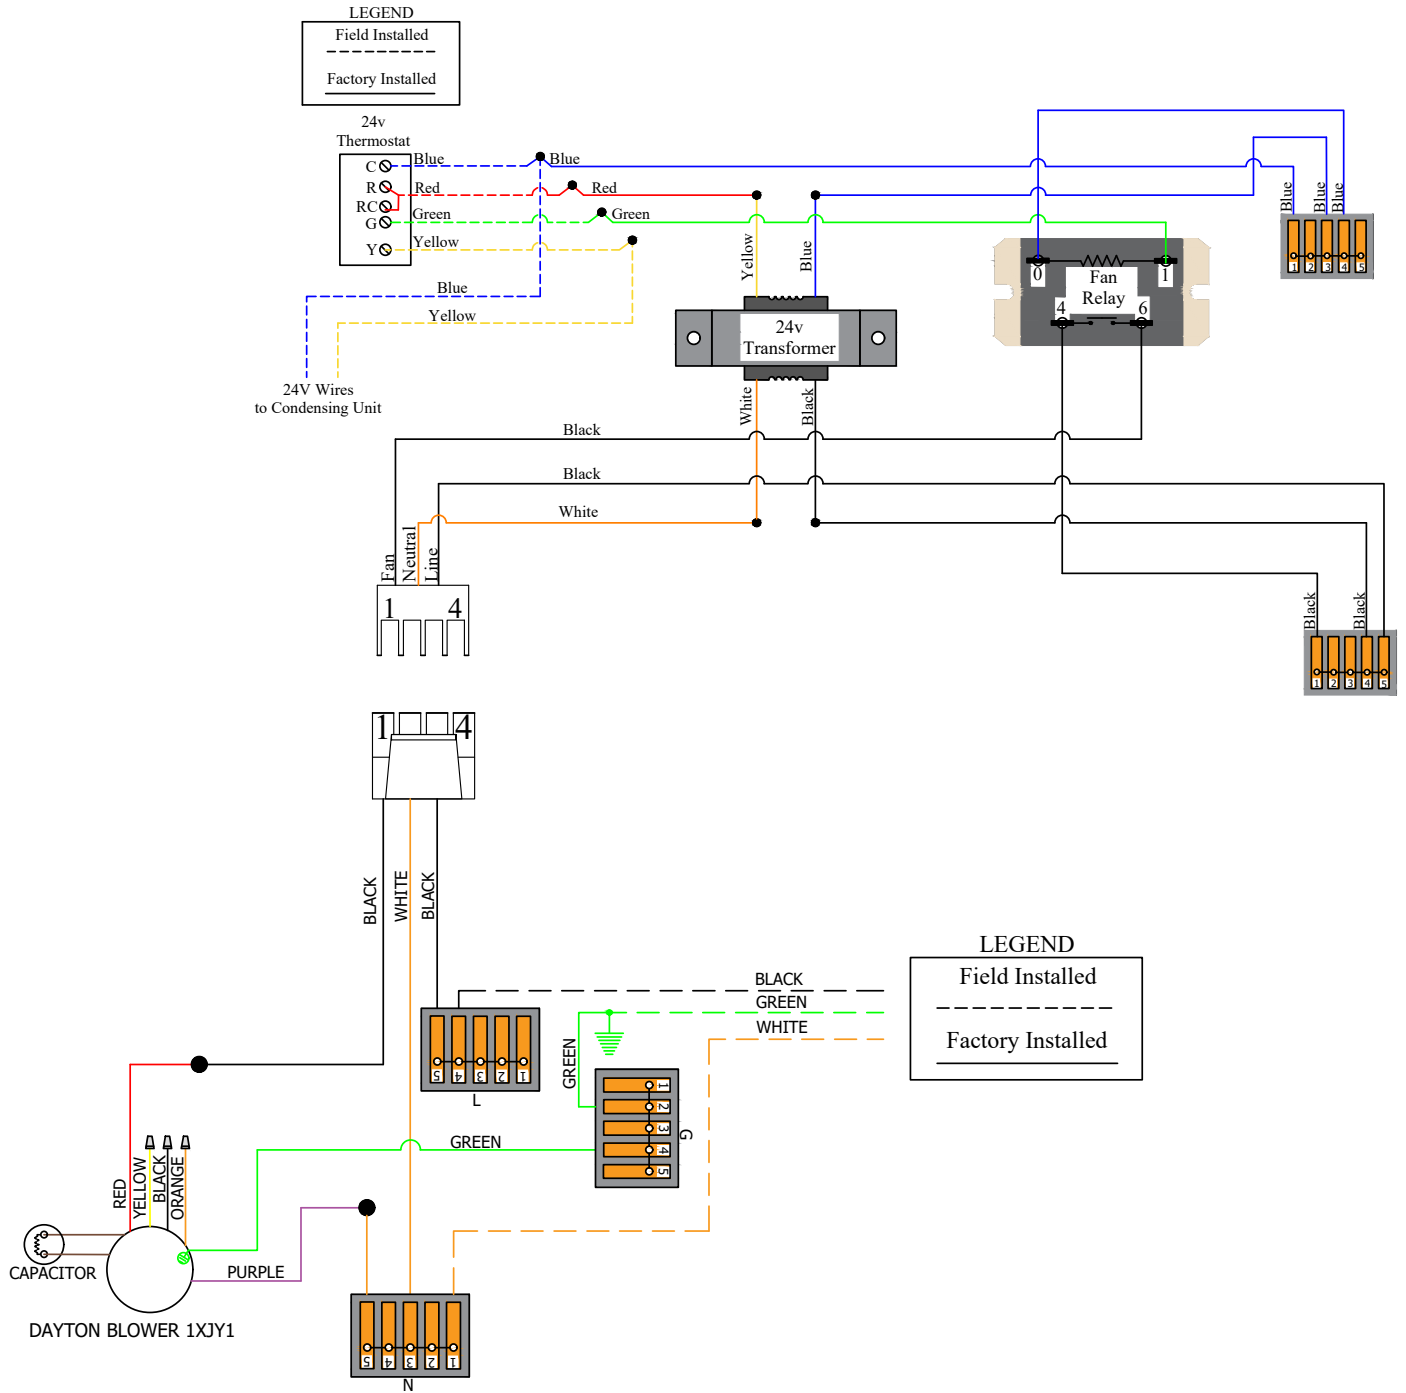 LEGEND
Field Installed
Factory Installed
24v
Thermostat
C
Blue
Blue
R
Red
Red
RC
G
Green
Green
Y
Yellow
Blue
Yellow
24V Wires
to Condensing Unit
Yellow
Blue
24v
Transformer
White
Black
0
1
Fan
Relay
4
6
Blue
Blue
Blue
1
2
3
4
5
Black
Black
White
Fan
Neutral
Line
1
4
Black
Black
1
2
3
4
5
1
4
BLACK
WHITE
BLACK
LEGEND
Field Installed
Factory Installed
BLACK
GREEN
WHITE
5
4
3
2
1
L
GREEN
1
2
3
4
5
G
GREEN
RED
YELLOW
BLACK
ORANGE
CAPACITOR
PURPLE
DAYTON BLOWER 1XJY1
5
4
3
2
1
N